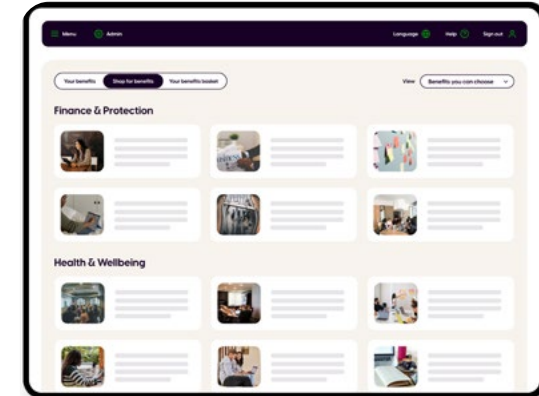 Menu Admin Language Help Sign out
Your benefits Shop for benefits Your benefits basket View Benefits you can choose
Finance & Protection
Health & Wellbeing